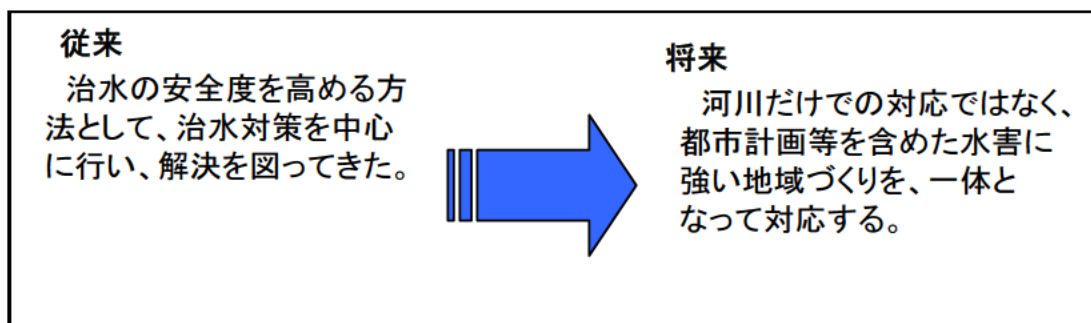 従来
治水の安全度を高める方
法として、治水対策を中心
に行い、解決を図ってきた。
将来
河川だけでの対応ではなく、
都市計画等を含めた水害に
強い地域づくりを、一体と
なって対応する。